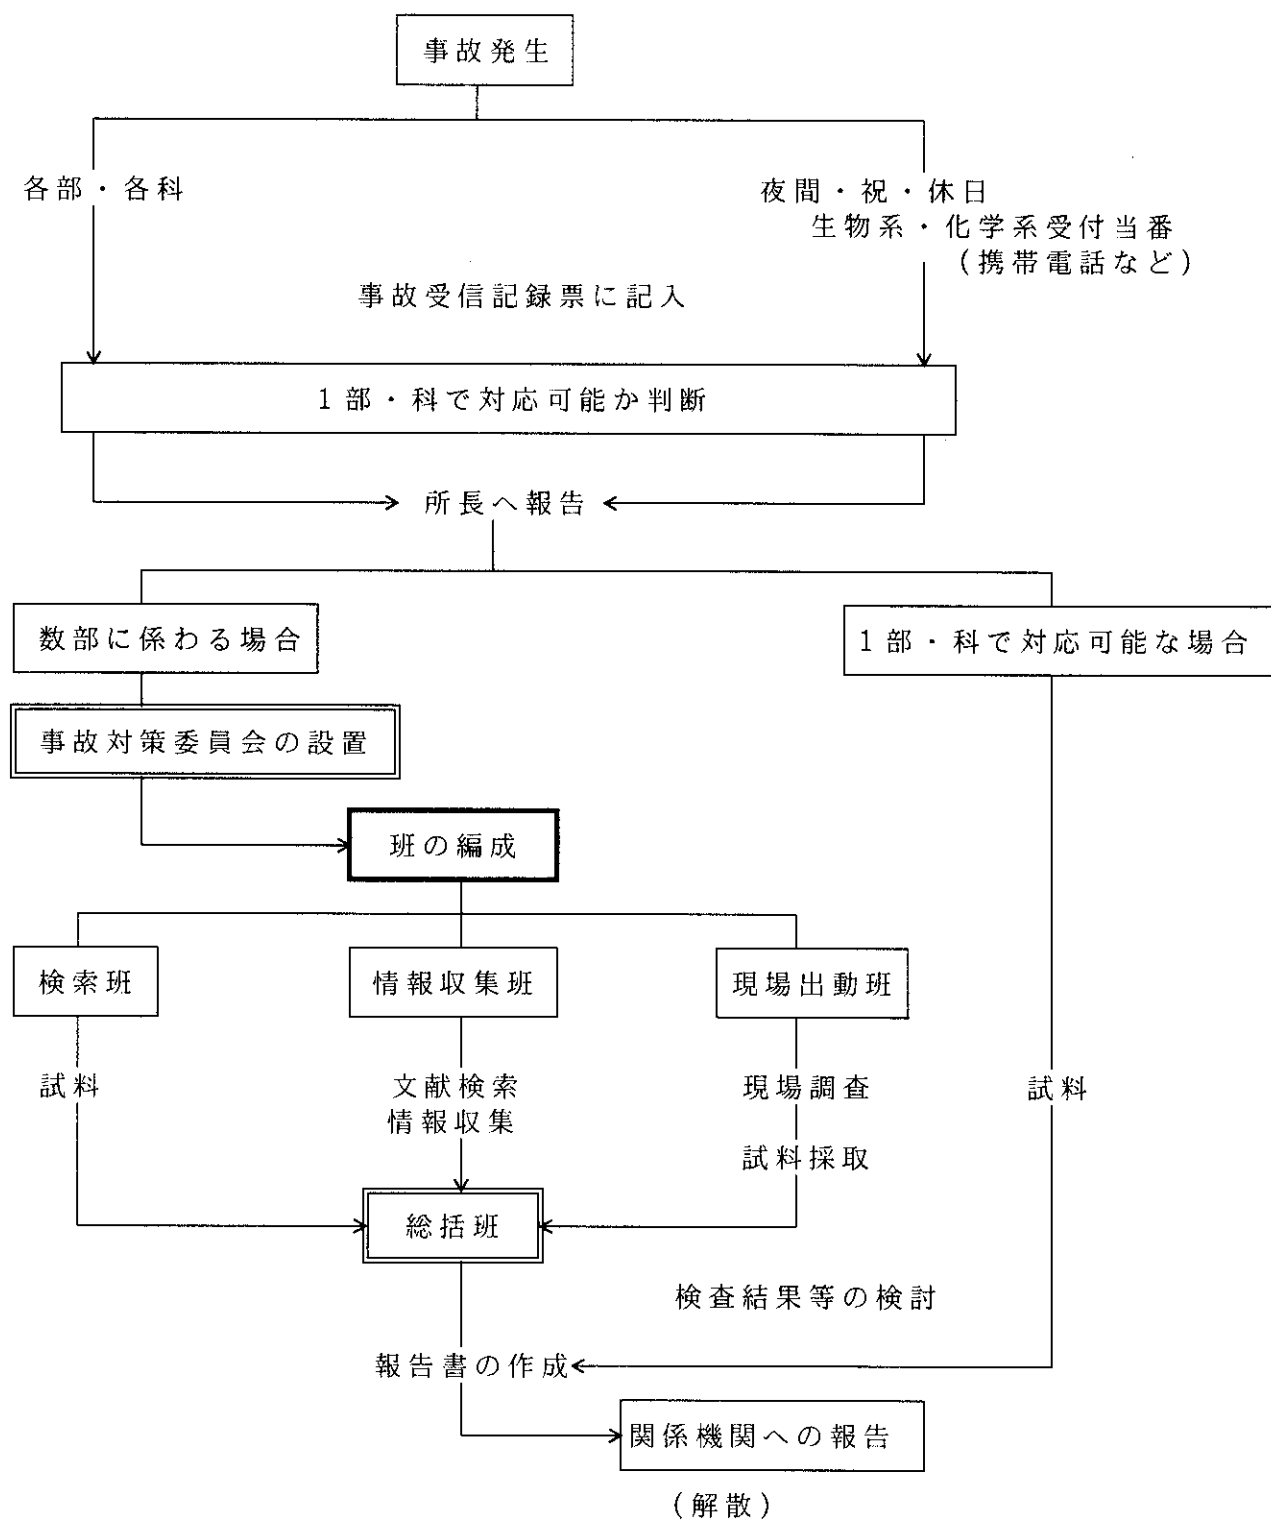 事故発生
各部・各科
夜間・祝・休日
生物系・化学系受付当番
(携帯電話など)
事故受信記録票に記入
1部・科で対応可能か判断
所長へ報告
数部に係わる場合
1部・科で対応可能な場合
事故対策委員会の設置
班の編成
検索班
情報収集班
現場出動班
試料
文献検索
情報収集
現場調査
試料採取
試料
総括班
検査結果等の検討
報告書の作成
関係機関への報告
(解散)